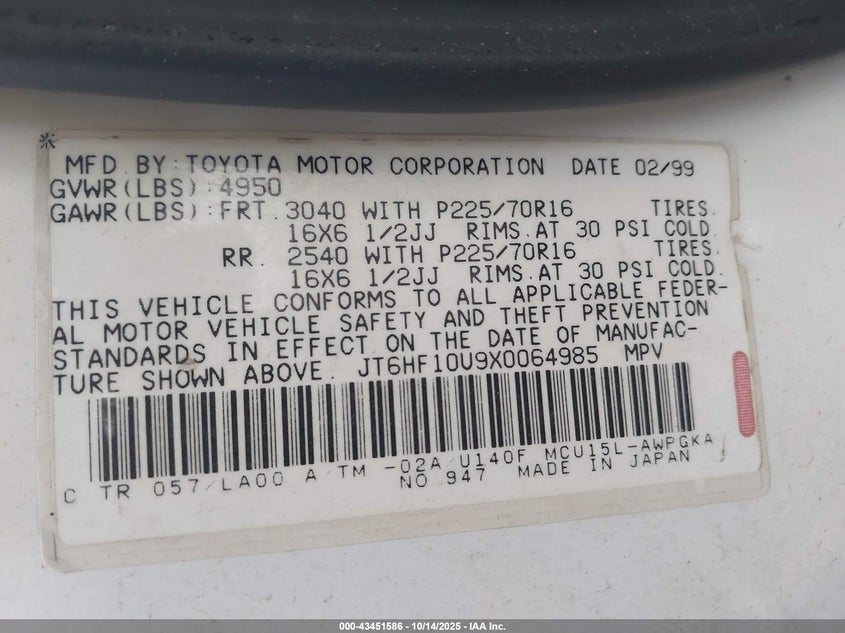 *
MFD. BY: TOYOTA MOTOR CORPORATION DATE 02/99
GVWR(LBS): 4950
GAWR(LBS): FRT. 3040 WITH P225/70R16 TIRES.
16X6 1/2JJ RIMS. AT 30 PSI COLD.
RR. 2540 WITH P225/70R16 TIRES.
16X6 1/2JJ RIMS. AT 30 PSI COLD.
THIS VEHICLE CONFORMS TO ALL APPLICABLE FEDER-
AL MOTOR VEHICLE SAFETY AND THEFT PREVENTION
STANDARDS IN EFFECT ON THE DATE OF MANUFAC-
TURE SHOWN ABOVE. JT6HF10U9X0064985 MPV
C TR 057/LA00 A/TM -02A/U140F MCU15L-AWPGKA
NO 947 MADE IN JAPAN
000-43451586 - 10/14/2025 - IAA Inc.